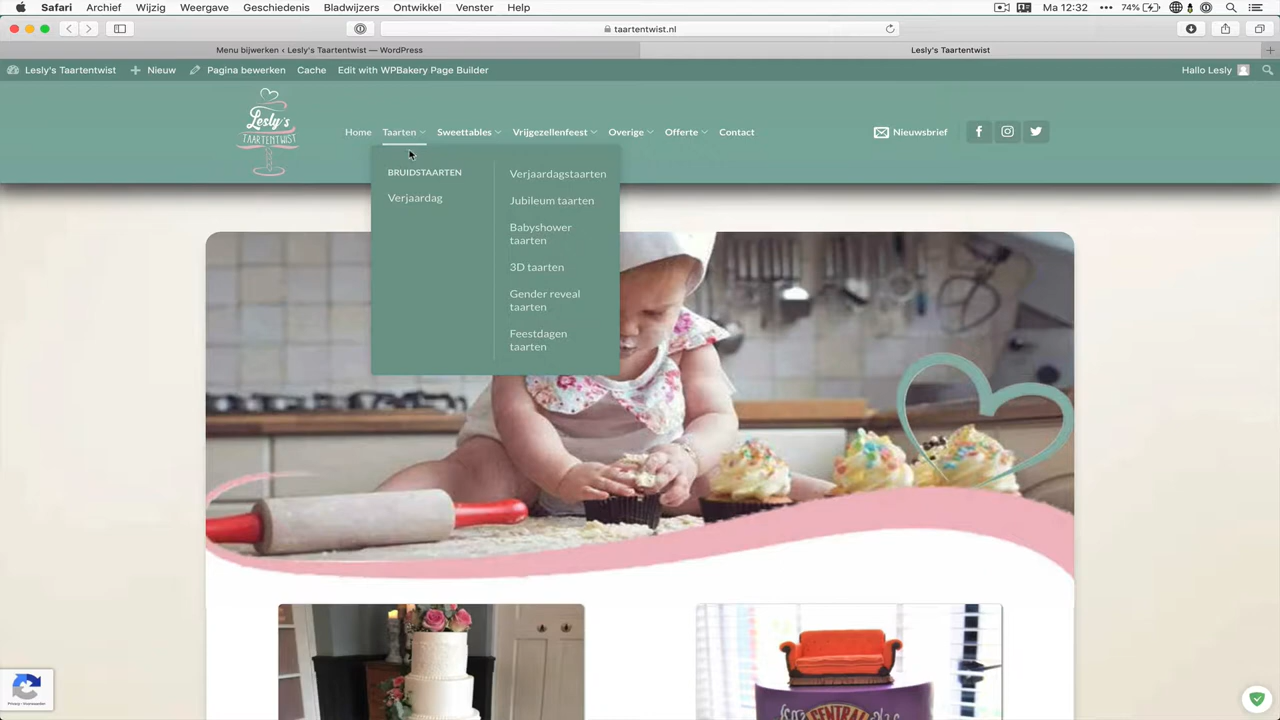 Safari Archief Wijzig Weergave Geschiedenis Bladwijzers Ontwikkel Venster Help Ma 12:32 74%
taartentwist.nl
Menu bijwerken ‹ Lesly's Taartentwist — WordPress Lesly's Taartentwist
Lesly's Taartentwist Nieuw Pagina bewerken Cache Edit with WPBakery Page Builder Hallo Lesly
Lesly's
TAARTENTWIST
Home Taarten Sweettables Vrijgezellenfeest Overige Offerte Contact Nieuwsbrief
BRUIDSTAARTEN
Verjaardag
Verjaardagstaarten
Jubileum taarten
Babyshower
taarten
3D taarten
Gender reveal
taarten
Feestdagen
taarten
CENTRAL
Privacy - Voorwaarden